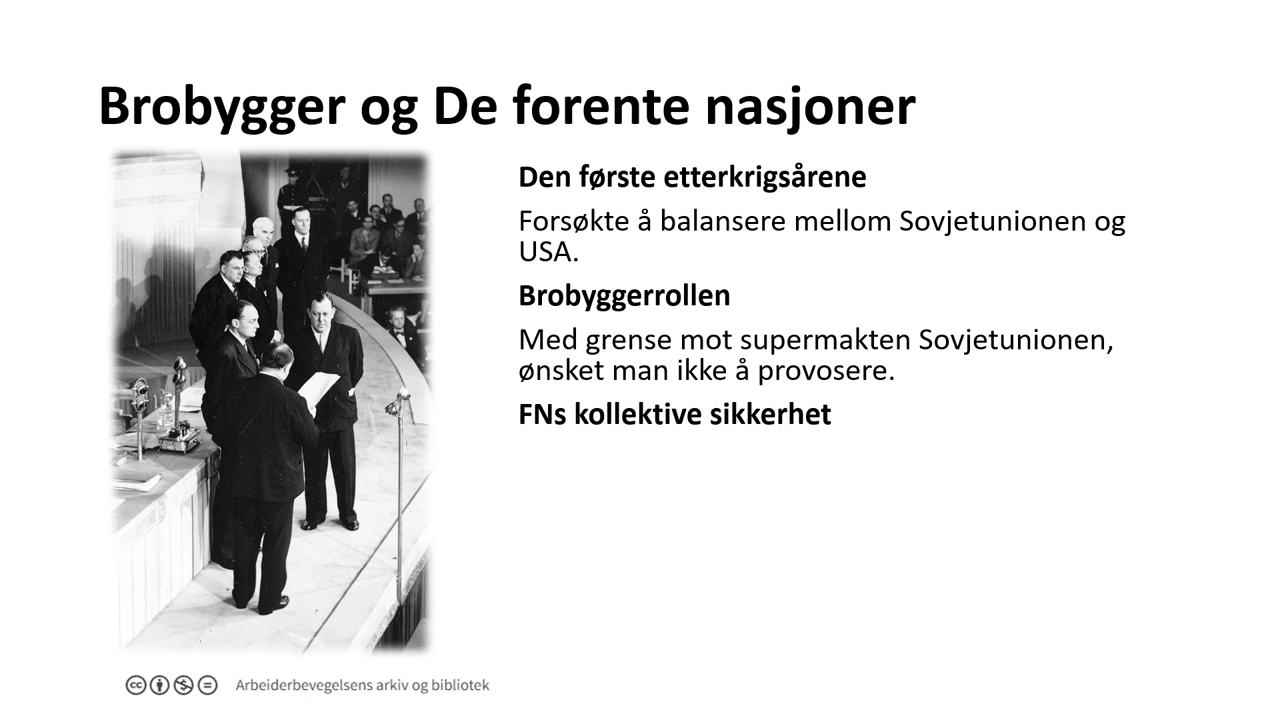 Brobygger og De forente nasjoner
Den første etterkrigsårene
Forsøkte å balansere mellom Sovjetunionen og
USA.
Brobyggerrollen
Med grense mot supermakten Sovjetunionen,
ønsket man ikke å provosere.
FNs kollektive sikkerhet
cc Arbeiderbevegelsens arkiv og bibliotek